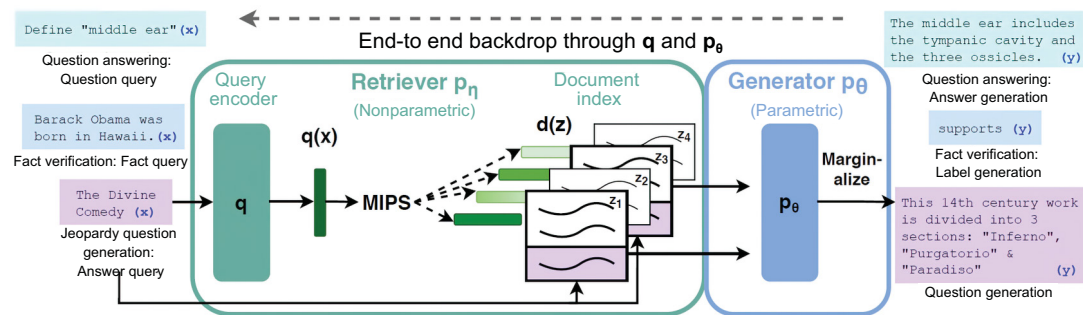 Define "middle ear" (x)
Question answering:
Question query
Barack Obama was
born in Hawaii. (x)
Fact verification: Fact query
The Divine
Comedy (x)
Jeopardy question
generation:
Answer query
End-to end backdrop through q and pθ
Query
encoder
Retriever pη
(Nonparametric)
Document
index
q
q(x)
MIPS
d(z)
z4
z3
z2
z1
Generator pθ
(Parametric)
pθ
Margin-
alize
The middle ear includes
the tympanic cavity and
the three ossicles. (y)
Question answering:
Answer generation
supports (y)
Fact verification:
Label generation
This 14th century work
is divided into 3
sections: "Inferno",
"Purgatorio" &
"Paradiso" (y)
Question generation